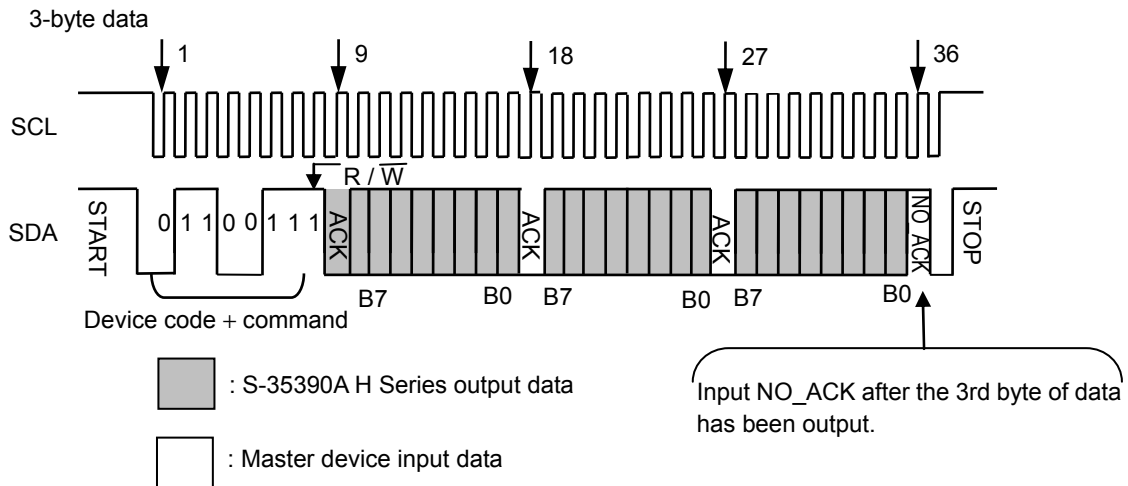 3-byte data
1 9 18 27 36
SCL
R / W
SDA
START 0 1 1 0 0 1 1 1 ACK ACK ACK NO_ACK STOP
B7 B0 B7 B0 B7 B0
Device code + command
: S-35390A H Series output data
Input NO_ACK after the 3rd byte of data
has been output.
: Master device input data